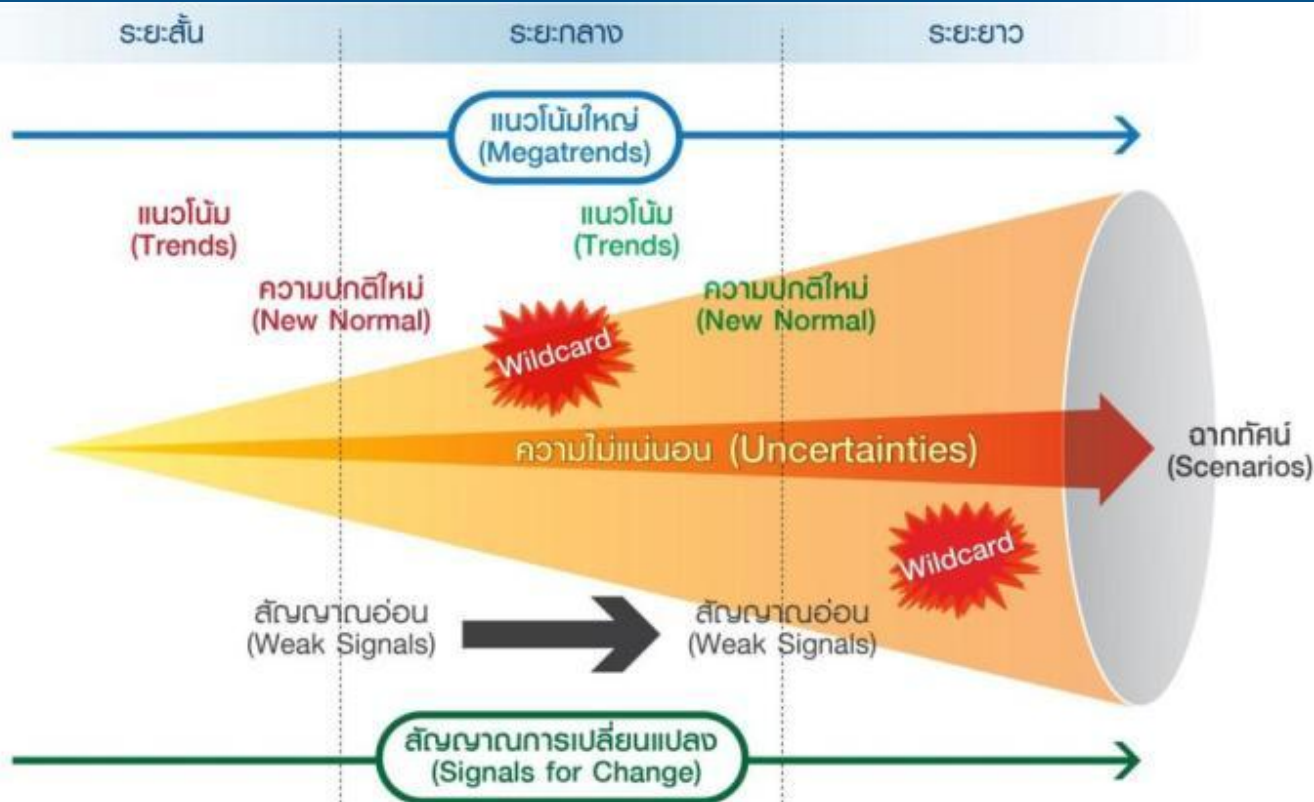 ระยะสั้น ระยะกลาง ระยะยาว
แนวโน้มใหญ่
(Megatrends)
แนวโน้ม
(Trends)
แนวโน้ม
(Trends)
ความปกติใหม่
(New Normal)
ความปกติใหม่
(New Normal)
Wildcard
ความไม่แน่นอน (Uncertainties)
ฉากทัศน์
(Scenarios)
Wildcard
สัญญาณอ่อน
(Weak Signals)
สัญญาณอ่อน
(Weak Signals)
สัญญาณการเปลี่ยนแปลง
(Signals for Change)